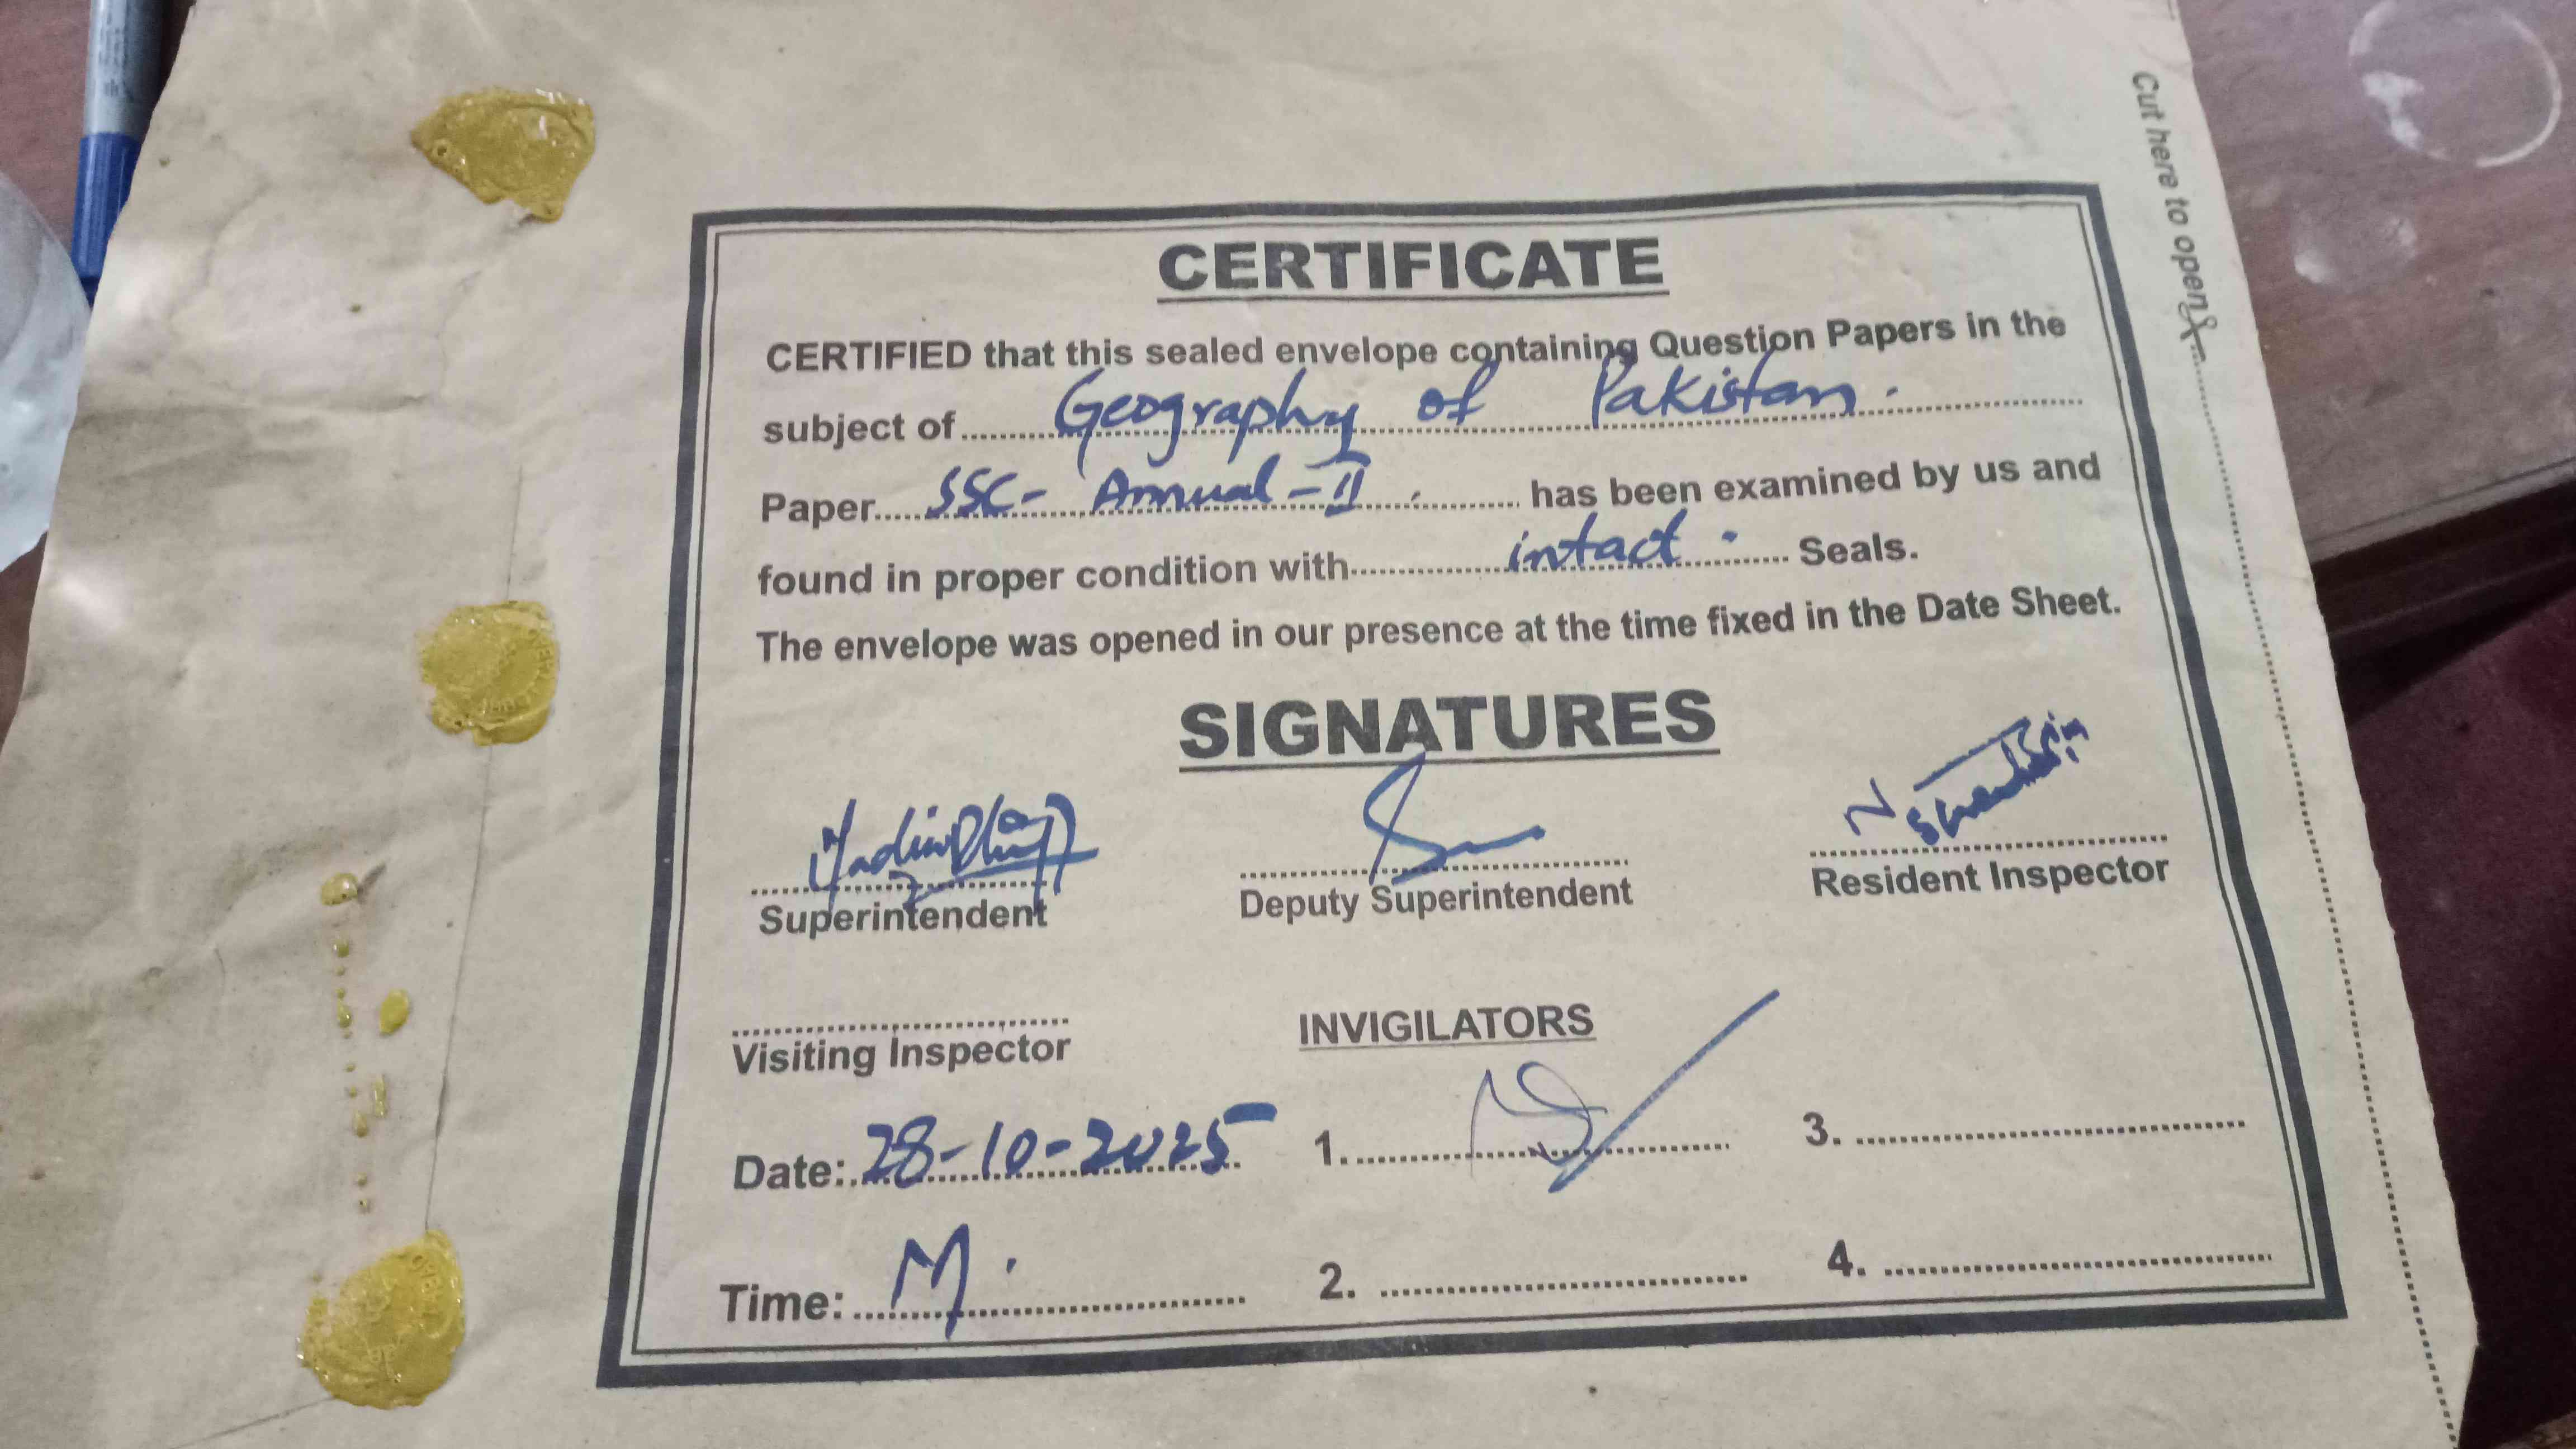 Cut here to open
CERTIFICATE
CERTIFIED that this sealed envelope containing Question Papers in the
subject of Geography of Pakistan.
Paper SSC- Annual-II has been examined by us and
found in proper condition with intact Seals.
The envelope was opened in our presence at the time fixed in the Date Sheet.
SIGNATURES
Superintendent
Deputy Superintendent
Resident Inspector
Visiting Inspector
INVIGILATORS
Date: 28-10-2025
1.
3.
Time: M.
2.
4.